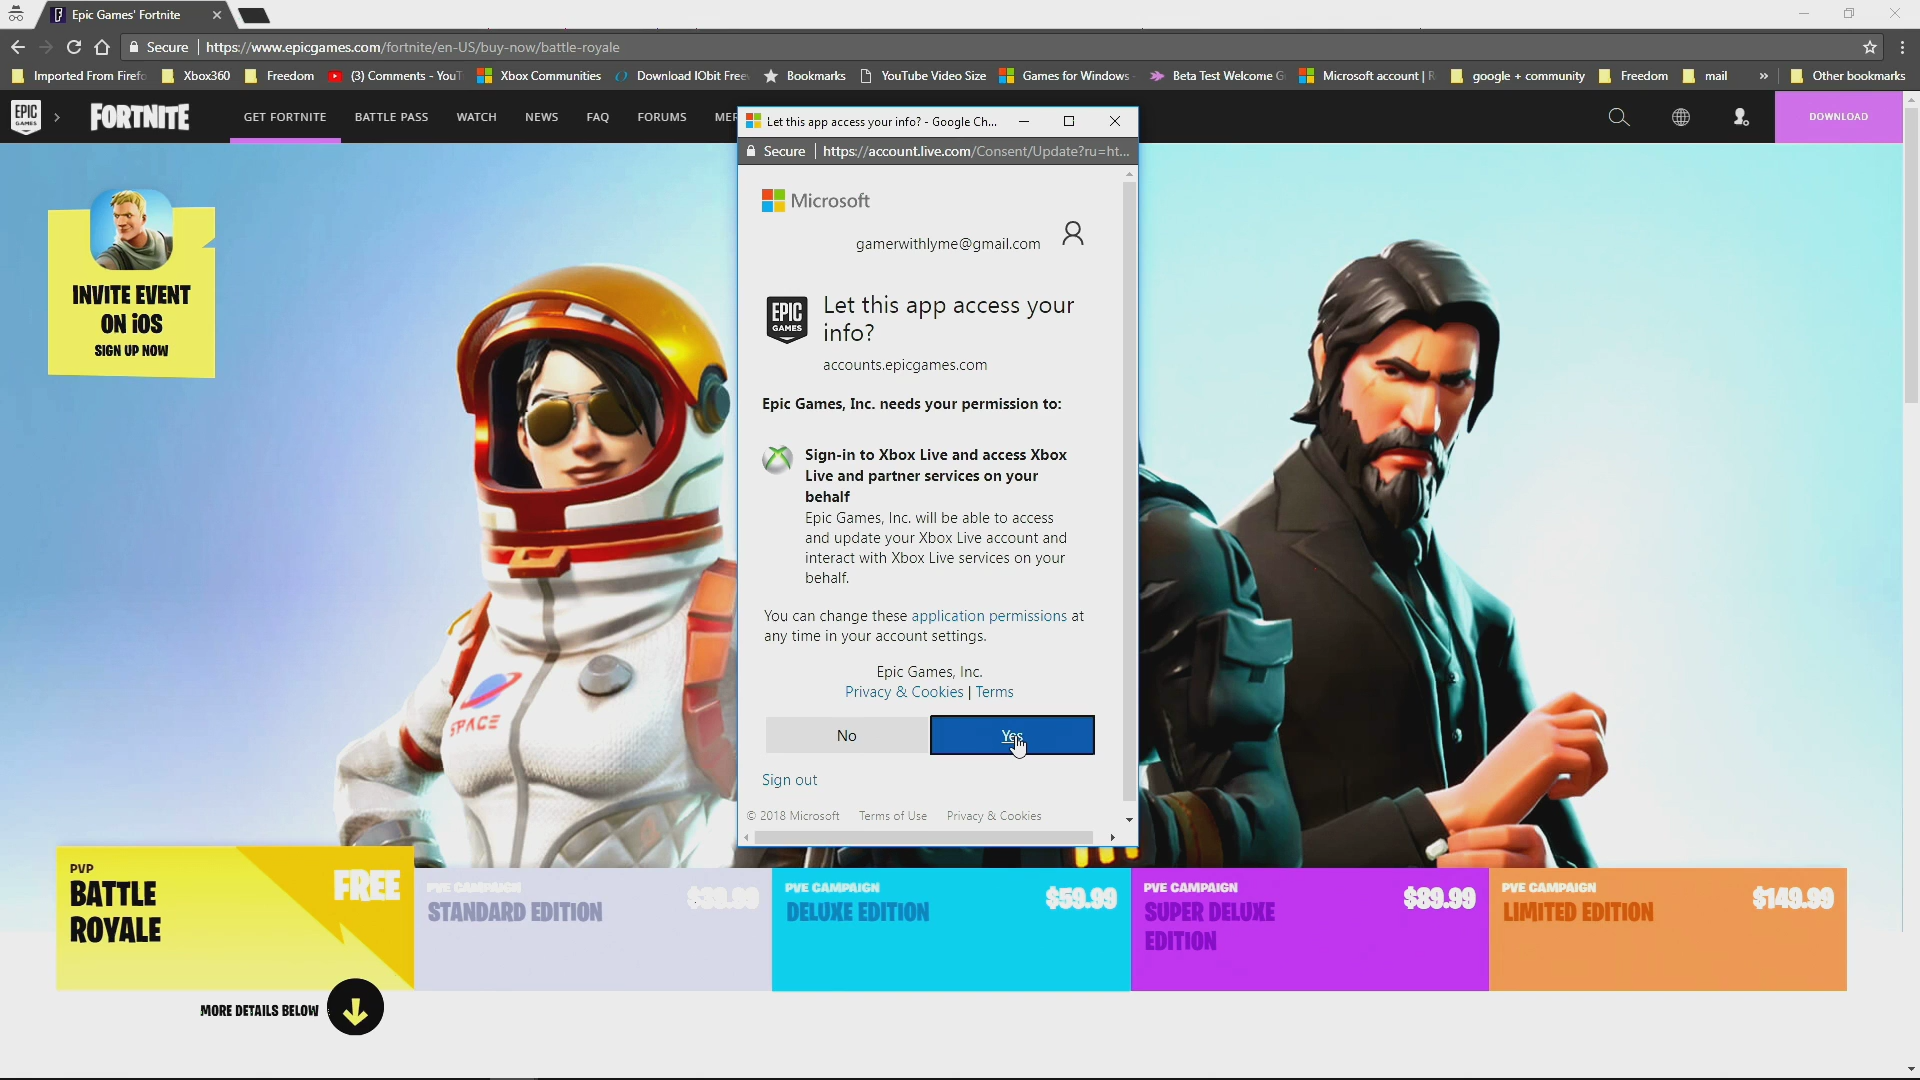 Epic Games' Fortnite
Secure https://www.epicgames.com/fortnite/en-US/buy-now/battle-royale
Imported From Firefo Xbox360 Freedom (3) Comments - YouT Xbox Communities Download IObit Free Bookmarks YouTube Video Size Games for Windows Beta Test Welcome G Microsoft account | R google + community Freedom mail » Other bookmarks
EPIC GAMES FORTNITE GET FORTNITE BATTLE PASS WATCH NEWS FAQ FORUMS MER DOWNLOAD
INVITE EVENT
ON iOS
SIGN UP NOW
SPACE
Let this app access your info? - Google Ch...
Secure https://account.live.com/Consent/Update?ru=ht...
Microsoft
gamerwithlyme@gmail.com
EPIC GAMES
Let this app access your
info?
accounts.epicgames.com
Epic Games, Inc. needs your permission to:
Sign-in to Xbox Live and access Xbox
Live and partner services on your
behalf
Epic Games, Inc. will be able to access
and update your Xbox Live account and
interact with Xbox Live services on your
behalf.
You can change these application permissions at
any time in your account settings.
Epic Games, Inc.
Privacy & Cookies | Terms
No Yes
Sign out
© 2018 Microsoft Terms of Use Privacy & Cookies
PVP
BATTLE
ROYALE
FREE
PVE CAMPAIGN
STANDARD EDITION
$39.99
PVE CAMPAIGN
DELUXE EDITION
$59.99
PVE CAMPAIGN
SUPER DELUXE
EDITION
$89.99
PVE CAMPAIGN
LIMITED EDITION
$149.99
MORE DETAILS BELOW